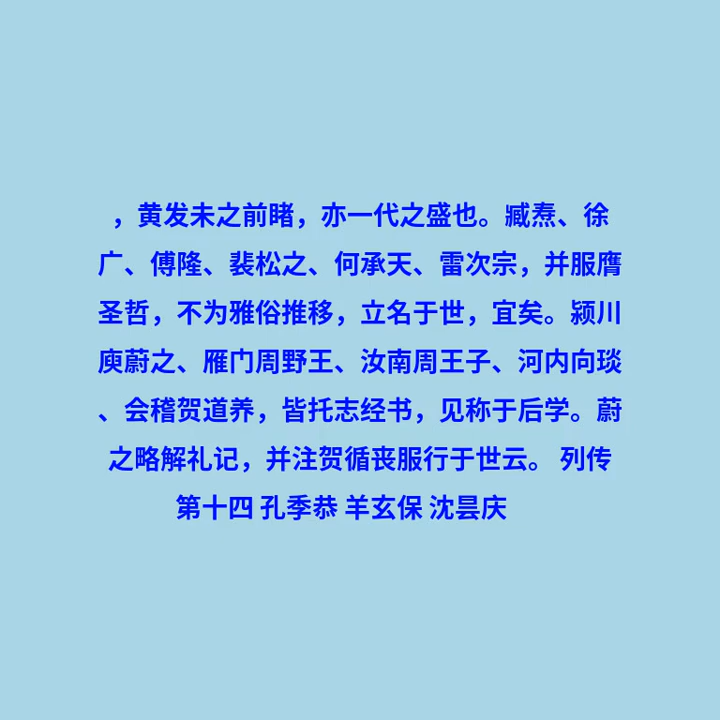 ，黄发未之前睹，亦一代之盛也。臧焘、徐
广、傅隆、裴松之、何承天、雷次宗，并服膺
圣哲，不为雅俗推移，立名于世，宜矣。颍川
庾蔚之、雁门周野王、汝南周王子、河内向琰
、会稽贺道养，皆托志经书，见称于后学。蔚
之略解礼记，并注贺循丧服行于世云。 列传
第十四 孔季恭 羊玄保 沈昙庆